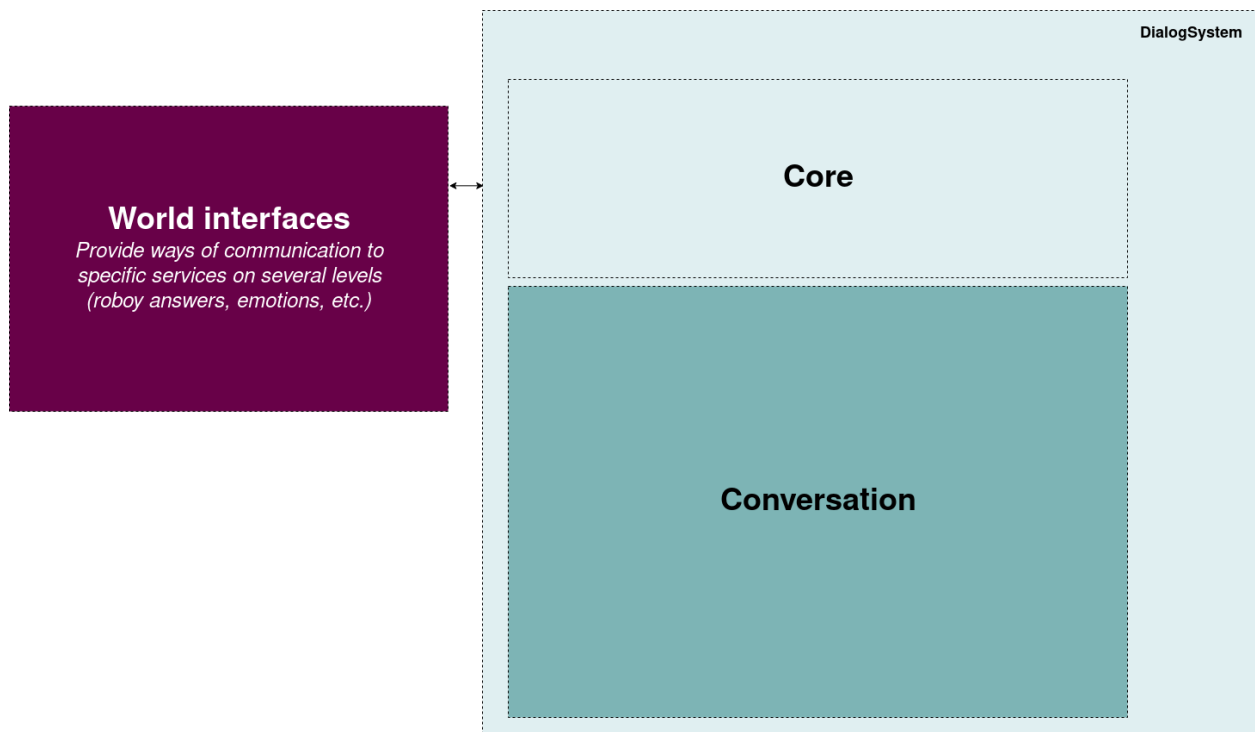 DialogSystem
Core
World interfaces
Provide ways of communication to
specific services on several levels
(roboy answers, emotions, etc.)
Conversation